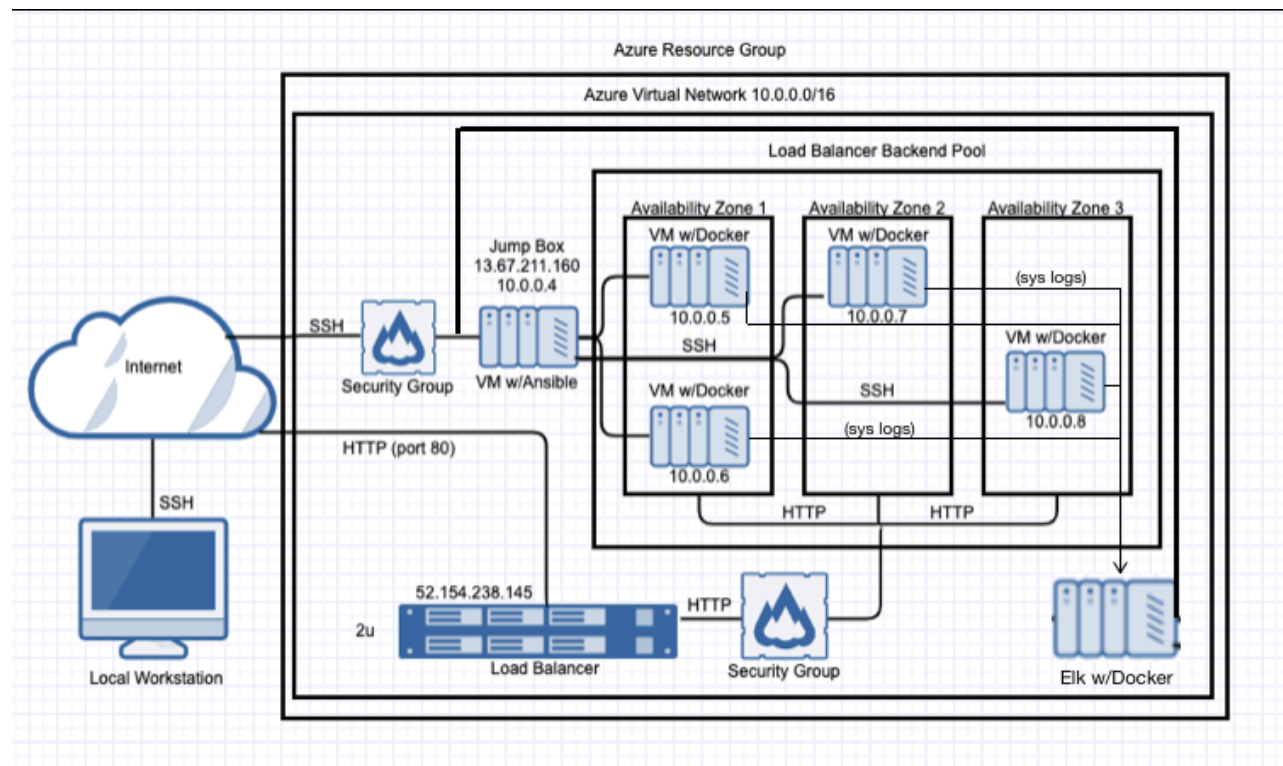 Azure Resource Group
Azure Virtual Network 10.0.0.0/16
Load Balancer Backend Pool
Availability Zone 1
Availability Zone 2
Availability Zone 3
VM w/Docker
VM w/Docker
Jump Box
13.67.211.160
10.0.0.4
(sys logs)
10.0.0.5
10.0.0.7
SSH
SSH
VM w/Docker
Internet
Security Group
VM w/Ansible
VM w/Docker
SSH
10.0.0.8
(sys logs)
HTTP (port 80)
10.0.0.6
SSH
HTTP
HTTP
52.154.238.145
HTTP
2u
Load Balancer
Security Group
Elk w/Docker
Local Workstation